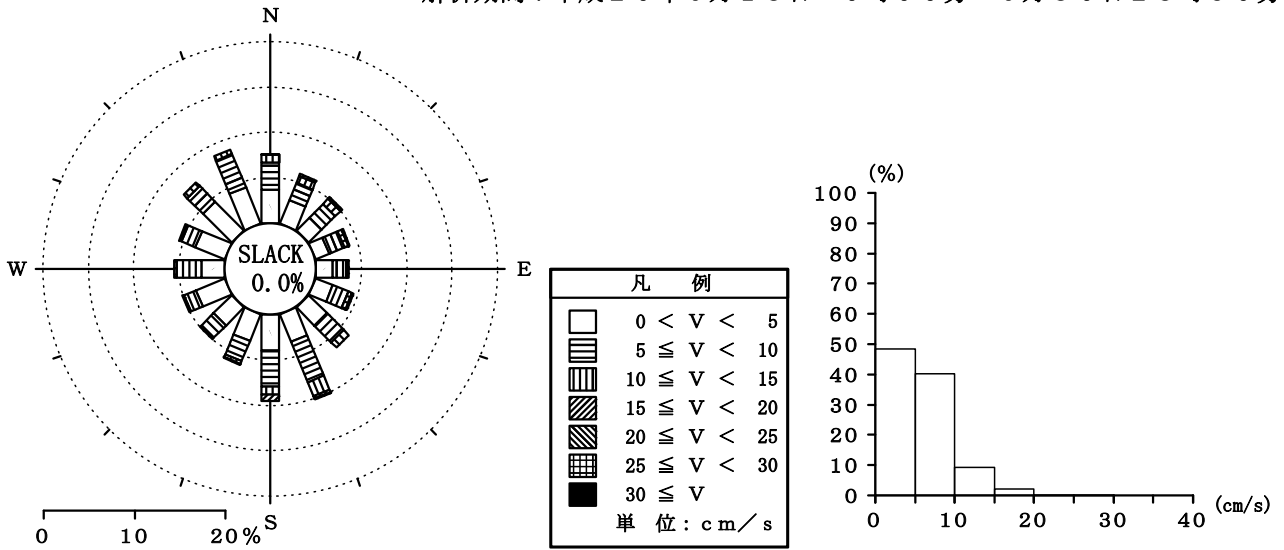 N
W
E
S
SLACK
0.0%
0 10 20%
凡 例
0 < V < 5
5 ≦ V < 10
10 ≦ V < 15
15 ≦ V < 20
20 ≦ V < 25
25 ≦ V < 30
30 ≦ V
単 位: cm/s
(%)
100
90
80
70
60
50
40
30
20
10
0
0 10 20 30 40 (cm/s)